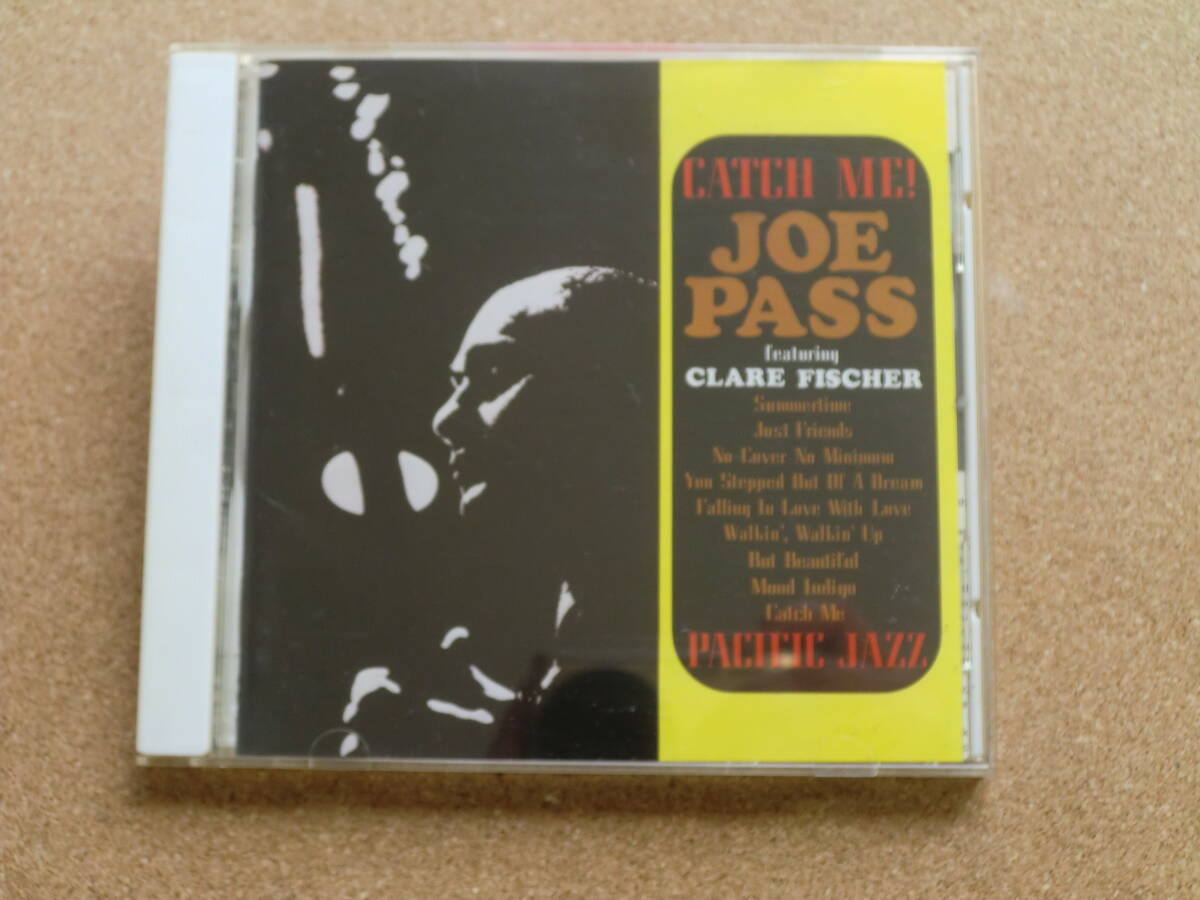 CATCH ME!
JOE
PASS
featuring
CLARE FISCHER
Summertime
Just Friends
No Cover No Minimum
You Stepped Out Of A Dream
Falling In Love With Love
Walkin', Walkin' Up
But Beautiful
Mood Indigo
Catch Me
PACIFIC JAZZ